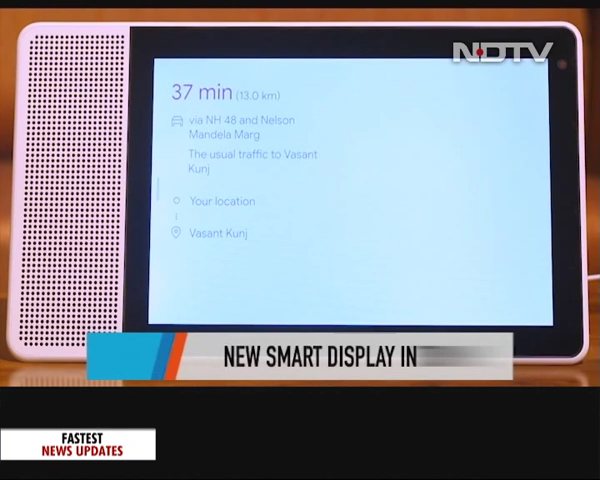 NDTV
37 min (13.0 km)
via NH 48 and Nelson
Mandela Marg
The usual traffic to Vasant
Kunj
Your location
Vasant Kunj
NEW SMART DISPLAY IN
FASTEST
NEWS UPDATES